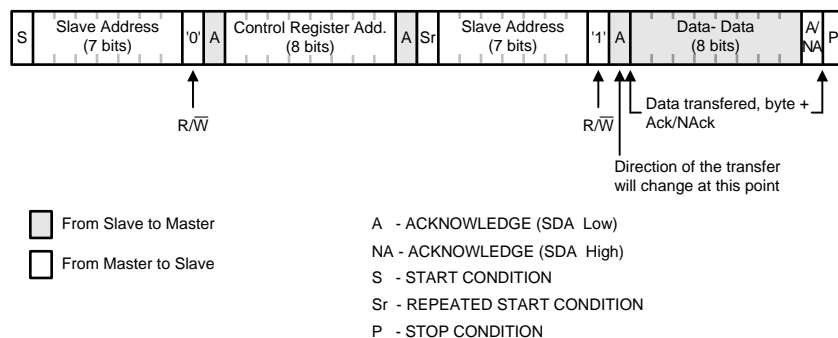 S Slave Address (7 bits) '0' A Control Register Add. (8 bits) A Sr Slave Address (7 bits) '1' A Data- Data (8 bits) A/NA P
R/W̅
R/W̅
Data transfered, byte +
Ack/NAck
Direction of the transfer
will change at this point
From Slave to Master
From Master to Slave
A - ACKNOWLEDGE (SDA Low)
NA - ACKNOWLEDGE (SDA High)
S - START CONDITION
Sr - REPEATED START CONDITION
P - STOP CONDITION